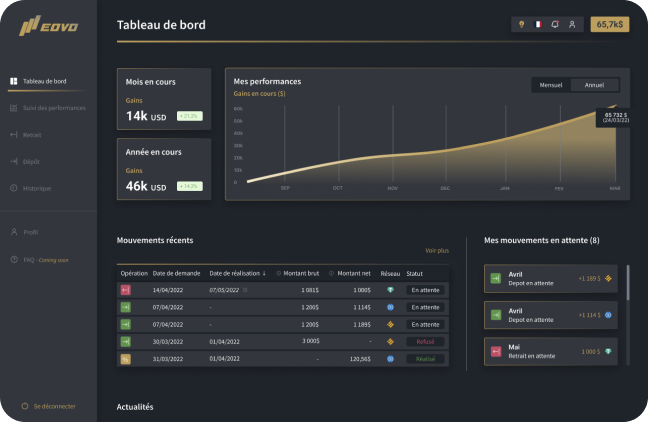 EOVO
Tableau de bord
Suivi des performances
Retrait
Dépôt
Historique
Profil
FAQ - Coming soon
Se déconnecter
Tableau de bord
65,7k$
Mois en cours
Gains
14k USD
Année en cours
Gains
46k USD
+ 14,2%
Mes performances
Gains en cours ($)
Mensuel Annuel
60k
50k
40k
30k
20k
10k
0
SEP OCT NOV DEC JAN FEV MAR
65 732 $
(24/03/22)
Mouvements récents
Voir plus
Opération Date de demande Date de réalisation ↓ Montant brut Montant net Réseau Statut
14/04/2022 07/05/2022 1 081$ 1 000$ En attente
07/04/2022 - 1 200$ 1 114$ En attente
07/04/2022 - 1 200$ 1 189$ En attente
30/03/2022 01/04/2022 3 000$ - Refusé
31/03/2022 01/04/2022 - 120,56$ Réalisé
Mes mouvements en attente (8)
Avril
Depot en attente
+1 189 $
Avril
Depot en attente
+1 114 $
Mai
Retrait en attente
1 000 $
Actualités